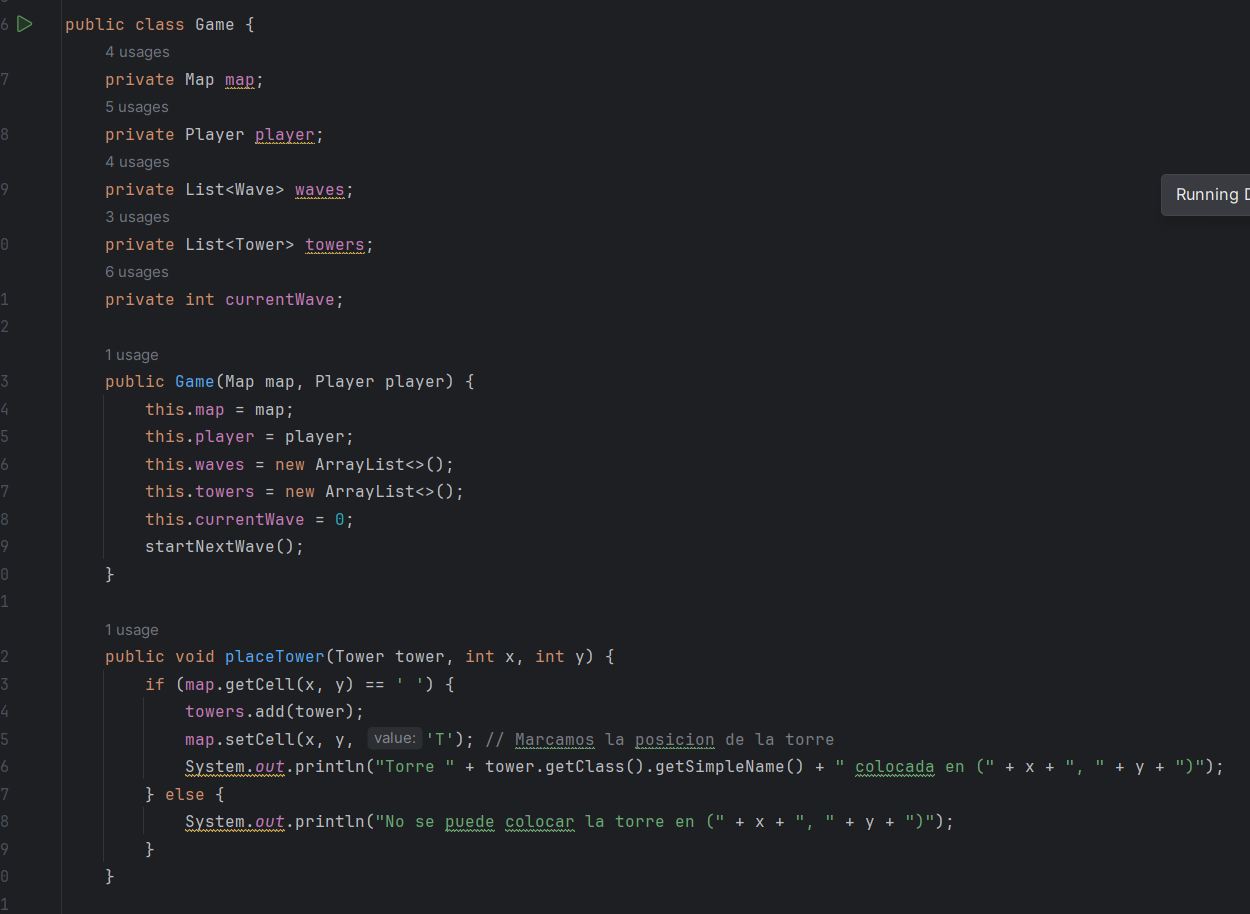 6 public class Game {
4 usages
7 private Map map;
5 usages
8 private Player player;
4 usages
9 private List<Wave> waves;
Running
3 usages
0 private List<Tower> towers;
6 usages
1 private int currentWave;
2
1 usage
3 public Game(Map map, Player player) {
4 this.map = map;
5 this.player = player;
6 this.waves = new ArrayList<>();
7 this.towers = new ArrayList<>();
8 this.currentWave = 0;
9 startNextWave();
0 }
1
1 usage
2 public void placeTower(Tower tower, int x, int y) {
3 if (map.getCell(x, y) == ' ') {
4 towers.add(tower);
5 map.setCell(x, y, value: 'T'); // Marcamos la posicion de la torre
6 System.out.println("Torre " + tower.getClass().getSimpleName() + " colocada en (" + x + ", " + y + ")");
7 } else {
8 System.out.println("No se puede colocar la torre en (" + x + ", " + y + ")");
9 }
0 }
1